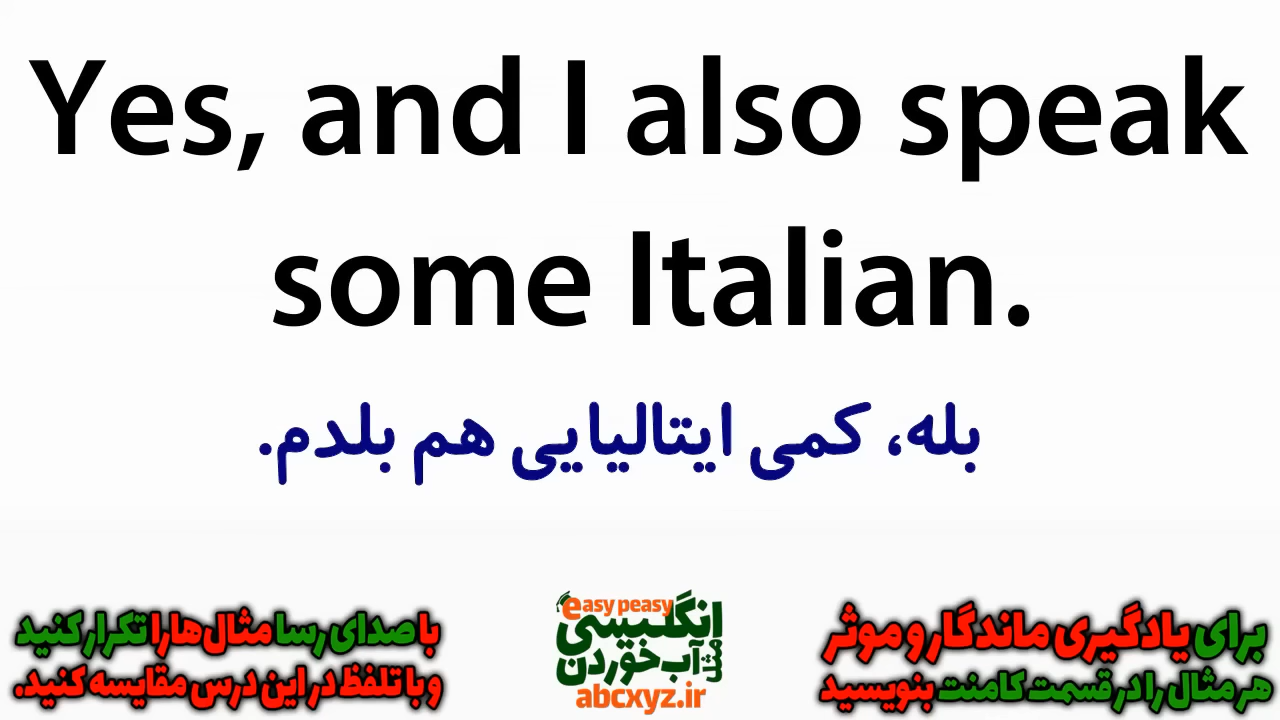 Yes, and I also speak
some Italian.
بله، کمی ایتالیایی هم بلدم.
برای یادگیری ماندگار و موثر
هر مثال را در قسمت کامنت بنویسید
easy peasy
انگلیسی
مثل آب خوردن
abcxyz.ir
با صدای رسا مثال‌ها را تکرار کنید
و با تلفظ در این درس مقایسه کنید.